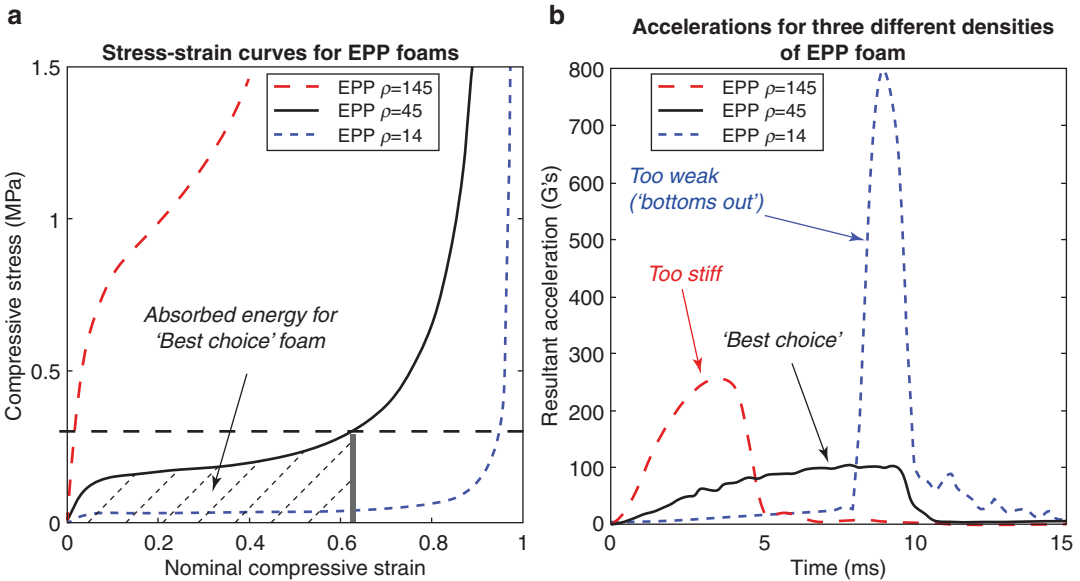 a
Stress-strain curves for EPP foams
1.5
1
0.5
0
Compressive stress (MPa)
EPP ρ=145
EPP ρ=45
EPP ρ=14
Absorbed energy for
‘Best choice’ foam
0
0.2
0.4
0.6
0.8
1
Nominal compressive strain
b
Accelerations for three different densities
of EPP foam
800
700
600
500
400
300
200
100
0
Resultant acceleration (G’s)
EPP ρ=145
EPP ρ=45
EPP ρ=14
Too weak
(‘bottoms out’)
Too stiff
‘Best choice’
0
5
10
15
Time (ms)